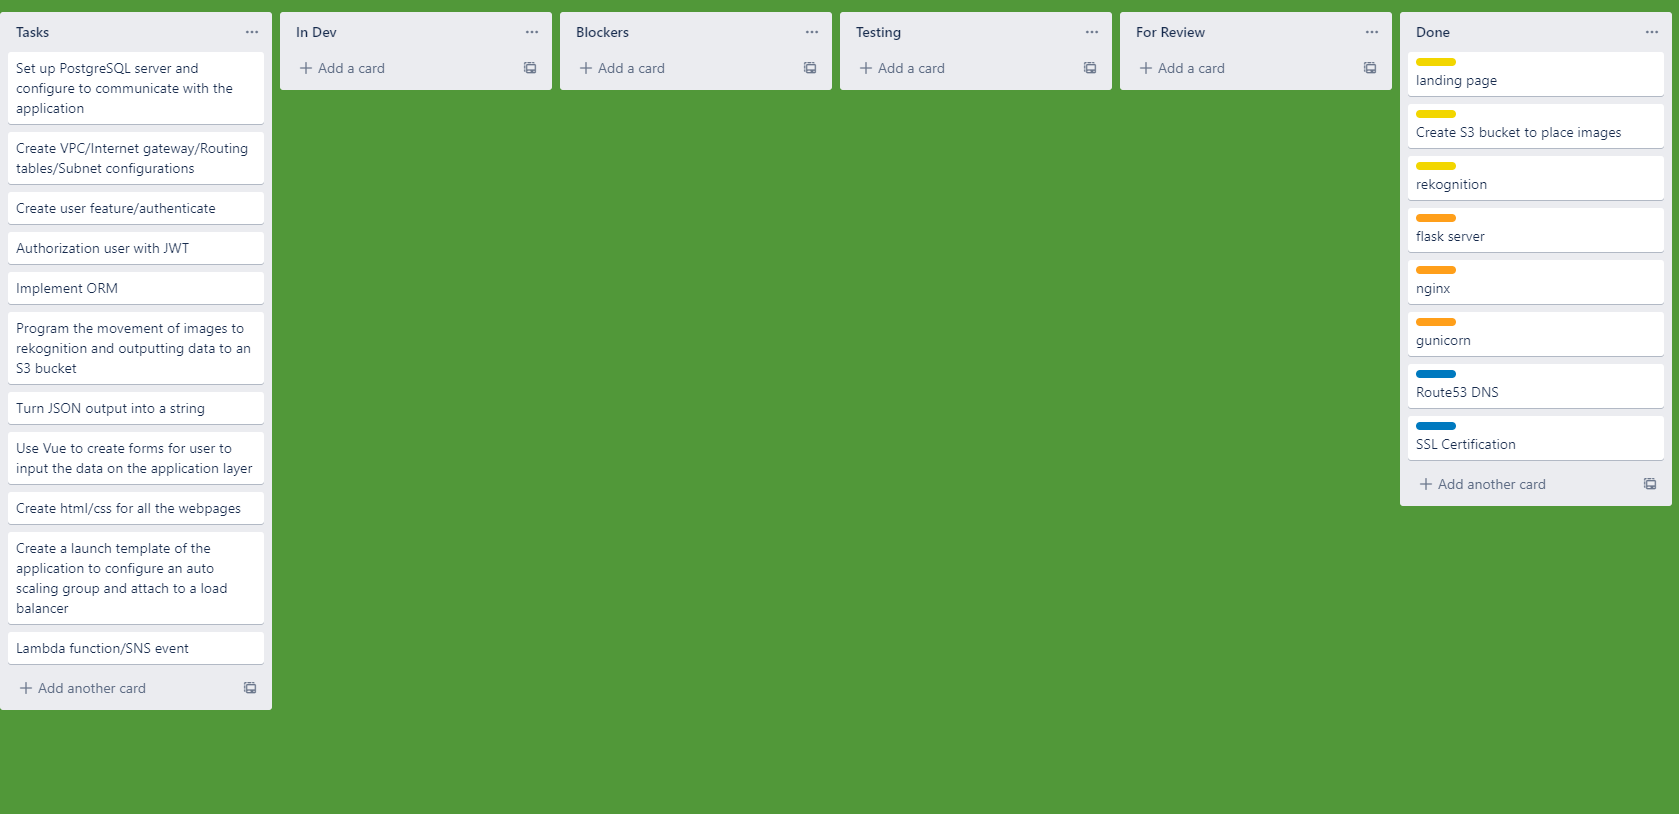 Tasks
Set up PostgreSQL server and
configure to communicate with the
application
Create VPC/Internet gateway/Routing
tables/Subnet configurations
Create user feature/authenticate
Authorization user with JWT
Implement ORM
Program the movement of images to
rekognition and outputting data to an
S3 bucket
Turn JSON output into a string
Use Vue to create forms for user to
input the data on the application layer
Create html/css for all the webpages
Create a launch template of the
application to configure an auto
scaling group and attach to a load
balancer
Lambda function/SNS event
Add another card
In Dev
Add a card
Blockers
Add a card
Testing
Add a card
For Review
Add a card
Done
landing page
Create S3 bucket to place images
rekognition
flask server
nginx
gunicorn
Route53 DNS
SSL Certification
Add another card